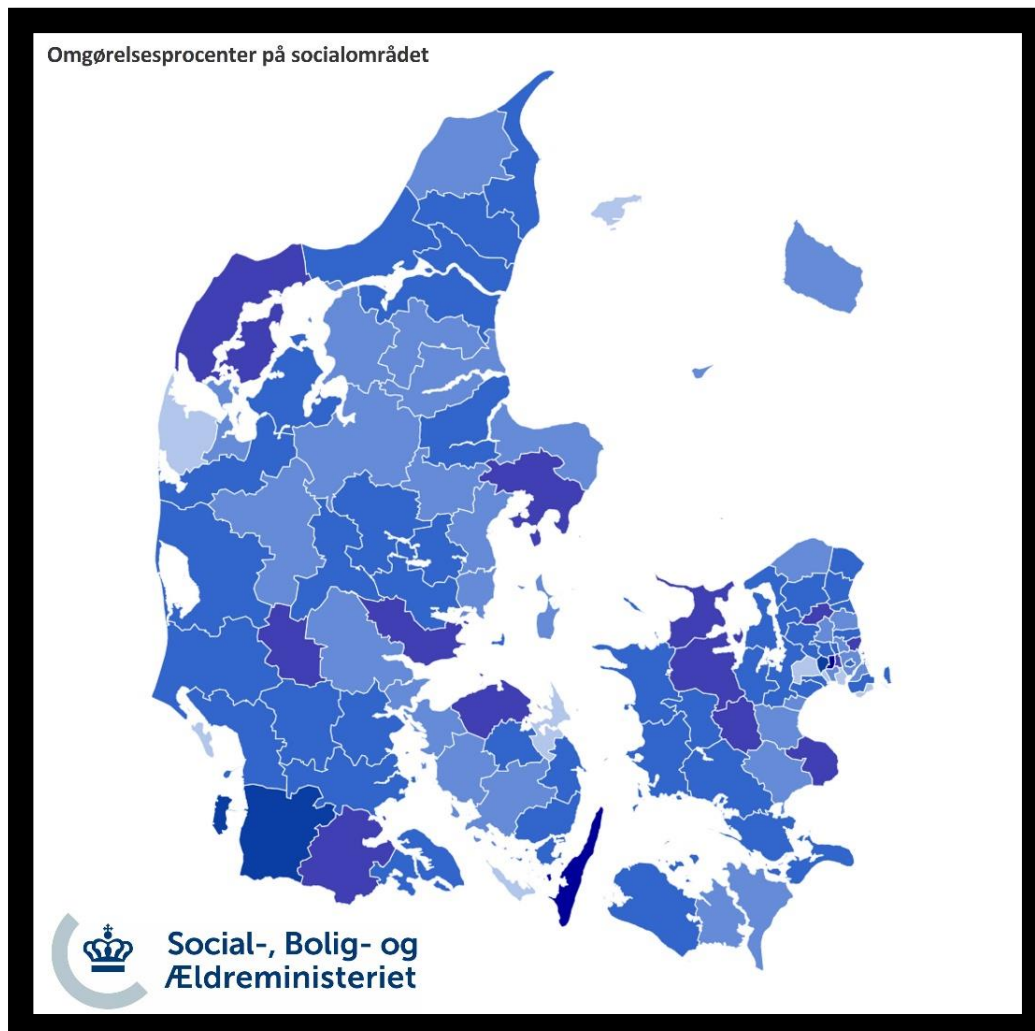 Omgørelsesprocenter på socialområdet
Social-, Bolig- og
Ældreministeriet